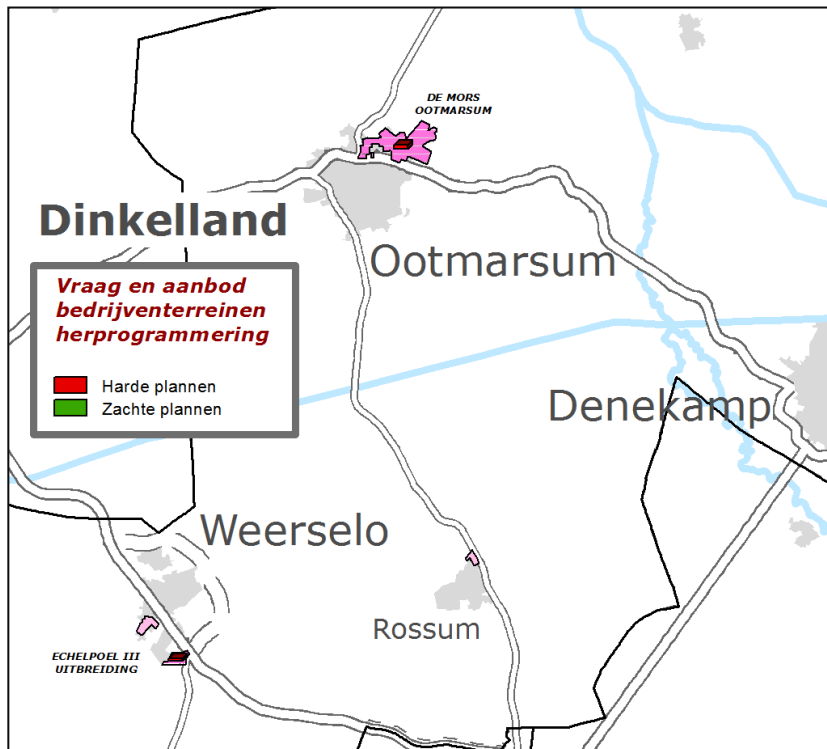 DE MORS
OOTMARSUM
Dinkelland
Ootmarsum
Vraag en aanbod
bedrijventerreinen
herprogrammering
Harde plannen
Zachte plannen
Denekamp
Weerselo
Rossum
ECHELPOEL III
UITBREIDING